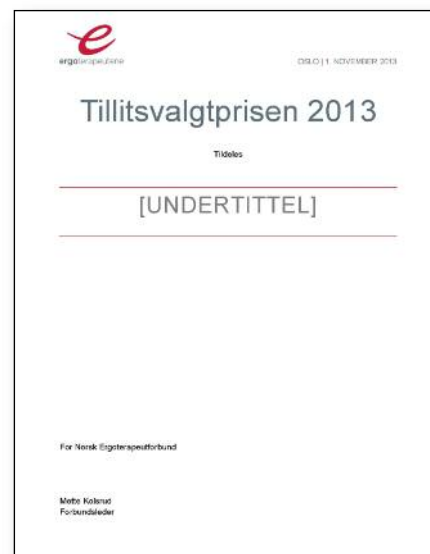 ergoterapeutene
OSLO | 1. NOVEMBER 2013
Tillitsvalgtprisen 2013
Tildeles
[UNDERTITTEL]
For Norsk Ergoterapeutforbund
Mette Kolsrud
Forbundsleder